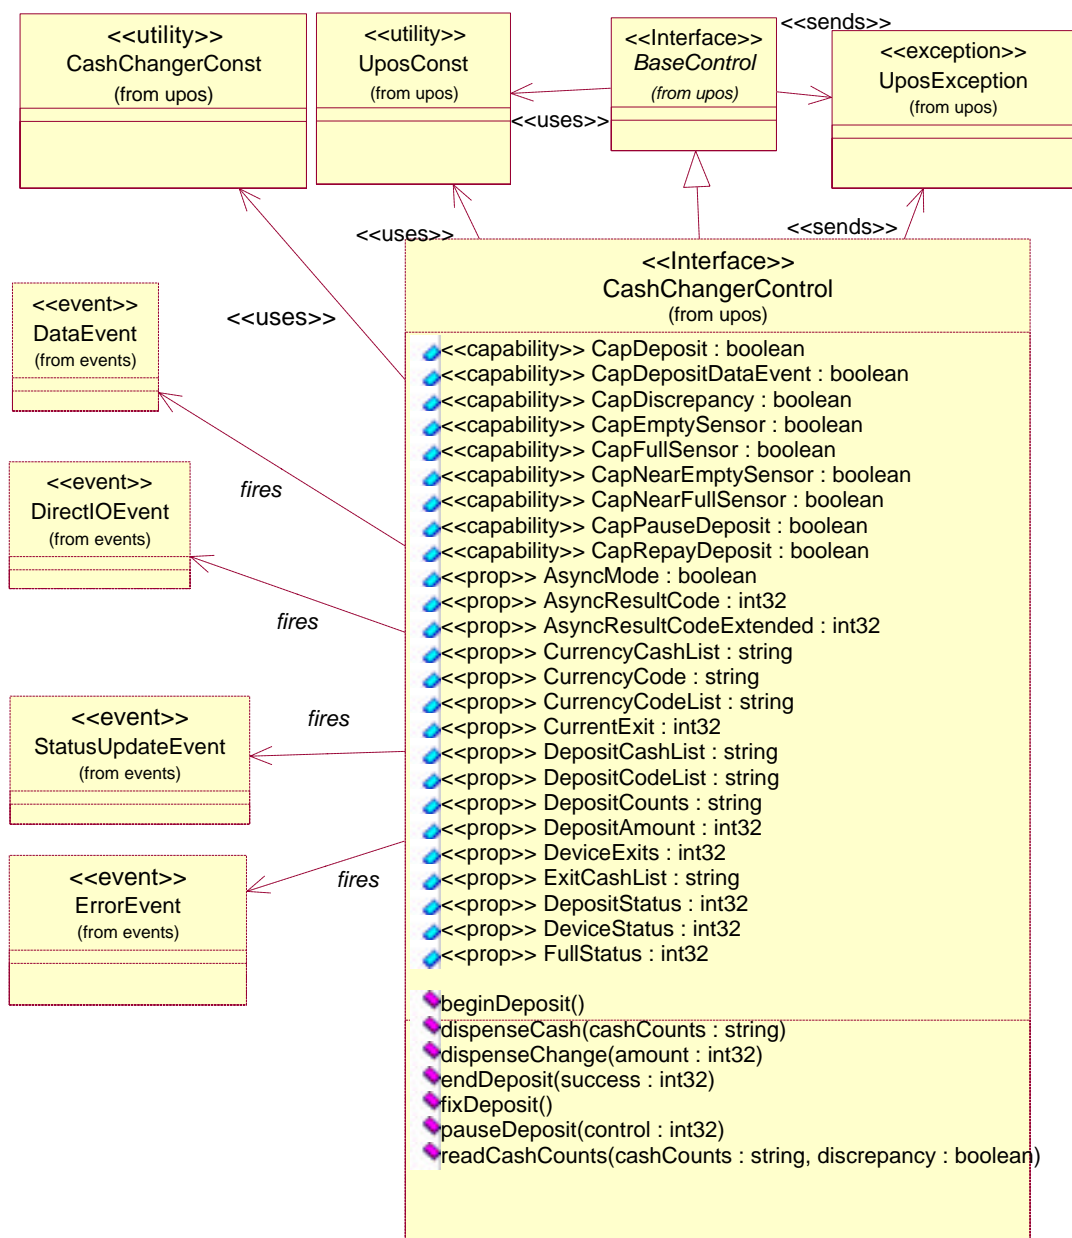 <<utility>>
CashChangerConst
(from upos)
<<utility>>
UposConst
(from upos)
<<Interface>>
BaseControl
(from upos)
<<sends>>
<<exception>>
UposException
(from upos)
<<uses>>
<<uses>>
<<sends>>
<<uses>>
<<event>>
DataEvent
(from events)
fires
<<event>>
DirectIOEvent
(from events)
fires
<<event>>
StatusUpdateEvent
(from events)
fires
<<event>>
ErrorEvent
(from events)
fires
<<Interface>>
CashChangerControl
(from upos)
<<capability>> CapDeposit : boolean
<<capability>> CapDepositDataEvent : boolean
<<capability>> CapDiscrepancy : boolean
<<capability>> CapEmptySensor : boolean
<<capability>> CapFullSensor : boolean
<<capability>> CapNearEmptySensor : boolean
<<capability>> CapNearFullSensor : boolean
<<capability>> CapPauseDeposit : boolean
<<capability>> CapRepayDeposit : boolean
<<prop>> AsyncMode : boolean
<<prop>> AsyncResultCode : int32
<<prop>> AsyncResultCodeExtended : int32
<<prop>> CurrencyCashList : string
<<prop>> CurrencyCode : string
<<prop>> CurrencyCodeList : string
<<prop>> CurrentExit : int32
<<prop>> DepositCashList : string
<<prop>> DepositCodeList : string
<<prop>> DepositCounts : string
<<prop>> DepositAmount : int32
<<prop>> DeviceExits : int32
<<prop>> ExitCashList : string
<<prop>> DepositStatus : int32
<<prop>> DeviceStatus : int32
<<prop>> FullStatus : int32
beginDeposit()
dispenseCash(cashCounts : string)
dispenseChange(amount : int32)
endDeposit(success : int32)
fixDeposit()
pauseDeposit(control : int32)
readCashCounts(cashCounts : string, discrepancy : boolean)